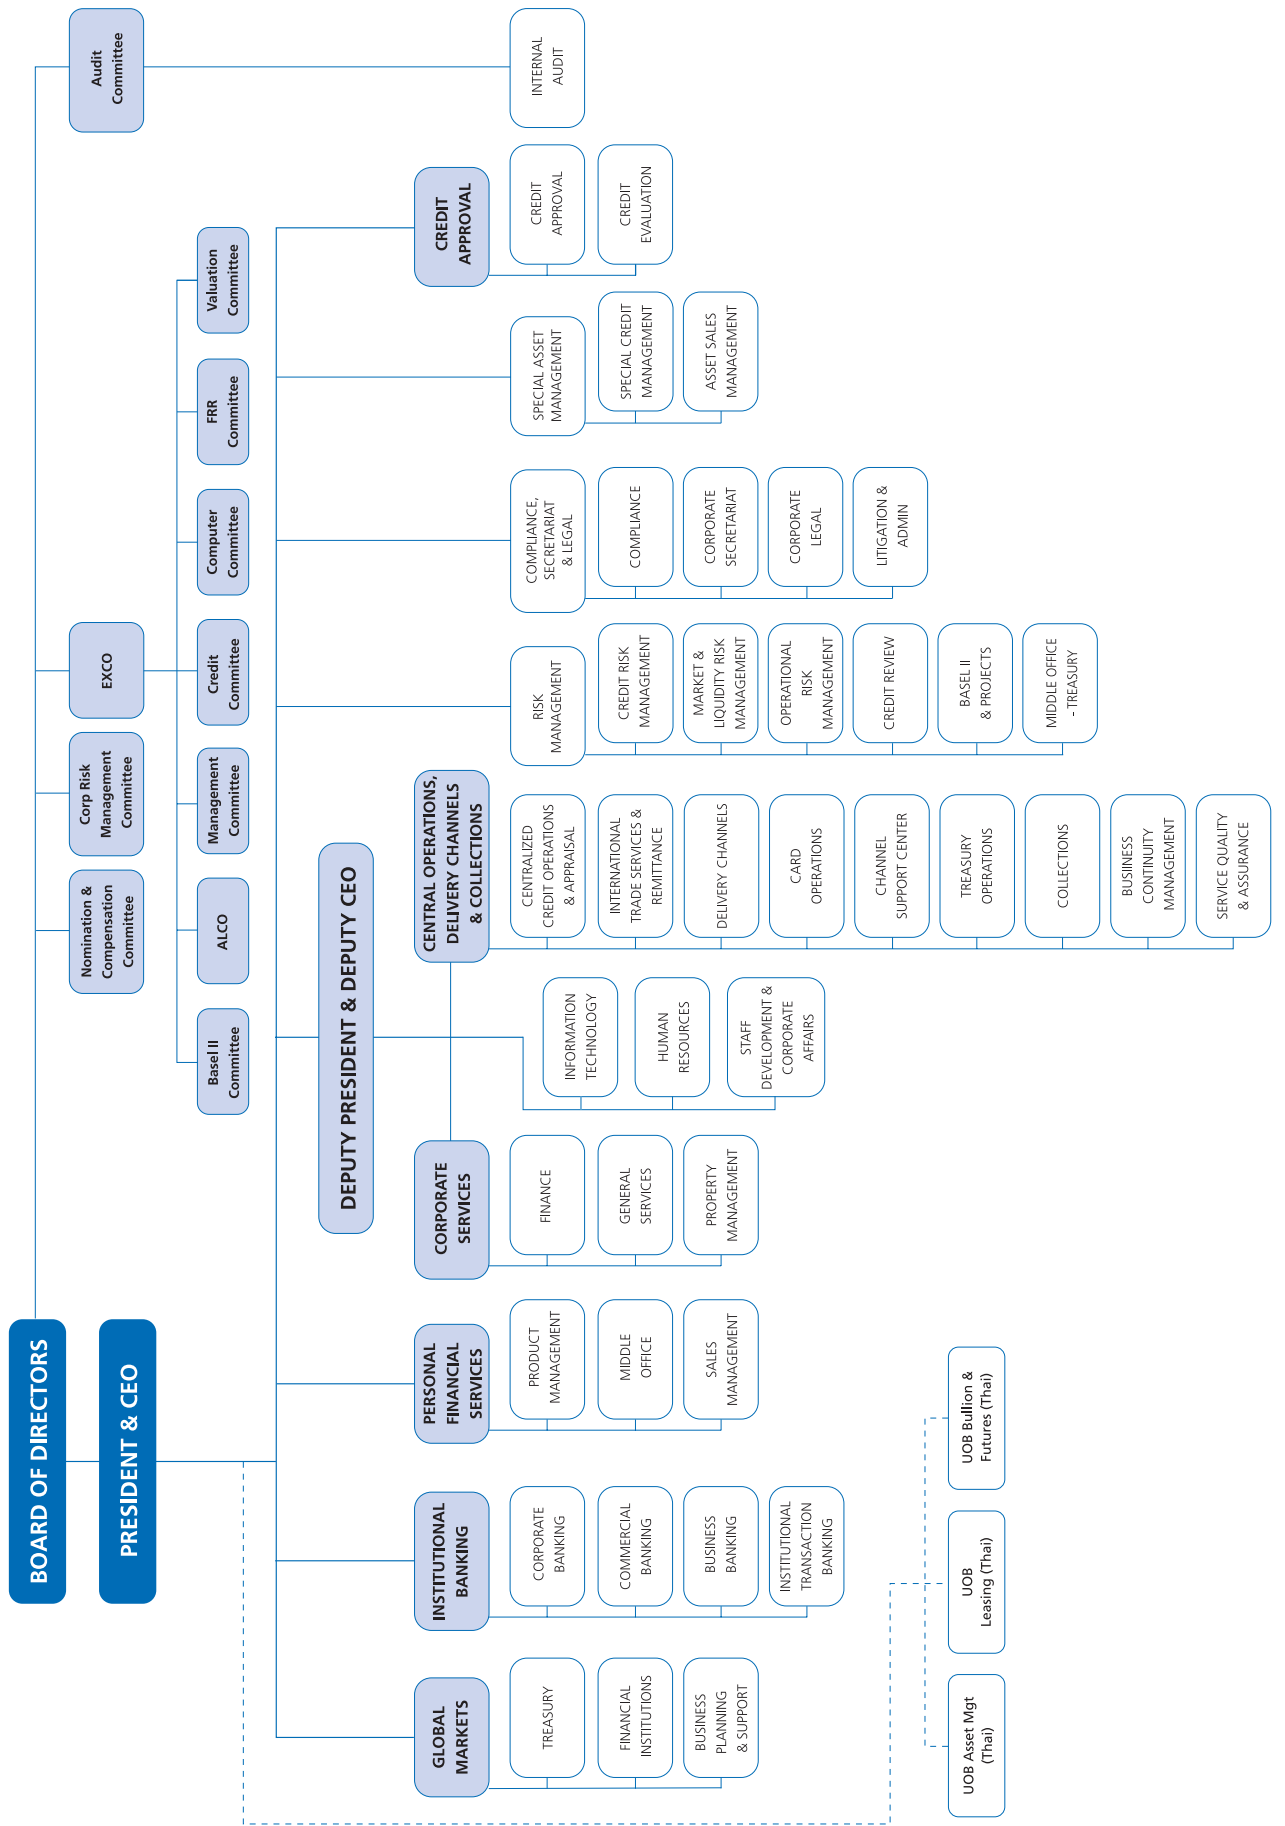 BOARD OF DIRECTORS
PRESIDENT & CEO
Nomination &
Compensation
Committee
Corp Risk
Management
Committee
EXCO
Audit
Committee
Basel II
Committee
ALCO
Management
Committee
Credit
Committee
Computer
Committee
FRR
Committee
Valuation
Committee
DEPUTY PRESIDENT & DEPUTY CEO
GLOBAL
MARKETS
TREASURY
FINANCIAL
INSTITUTIONS
BUSINESS
PLANNING
& SUPPORT
INSTITUTIONAL
BANKING
CORPORATE
BANKING
COMMERCIAL
BANKING
BUSINESS
BANKING
INSTITUTIONAL
TRANSACTION
BANKING
PERSONAL
FINANCIAL
SERVICES
PRODUCT
MANAGEMENT
MIDDLE
OFFICE
SALES
MANAGEMENT
CORPORATE
SERVICES
FINANCE
GENERAL
SERVICES
PROPERTY
MANAGEMENT
INFORMATION
TECHNOLOGY
HUMAN
RESOURCES
STAFF
DEVELOPMENT &
CORPORATE
AFFAIRS
CENTRAL OPERATIONS,
DELIVERY CHANNELS
& COLLECTIONS
CENTRALIZED
CREDIT OPERATIONS
& APPRAISAL
INTERNATIONAL
TRADE SERVICES &
REMITTANCE
DELIVERY CHANNELS
CARD
OPERATIONS
CHANNEL
SUPPORT CENTER
TREASURY
OPERATIONS
COLLECTIONS
BUSIINESS
CONTINUITY
MANAGEMENT
SERVICE QUALITY
& ASSURANCE
RISK
MANAGEMENT
CREDIT RISK
MANAGEMENT
MARKET &
LIQUIDITY RISK
MANAGEMENT
OPERATIONAL
RISK
MANAGEMENT
CREDIT REVIEW
BASEL II
& PROJECTS
MIDDLE OFFICE
- TREASURY
COMPLIANCE,
SECRETARIAT
& LEGAL
COMPLIANCE
CORPORATE
SECRETARIAT
CORPORATE
LEGAL
LITIGATION &
ADMIN
SPECIAL ASSET
MANAGEMENT
SPECIAL CREDIT
MANAGEMENT
ASSET SALES
MANAGEMENT
CREDIT
APPROVAL
CREDIT
APPROVAL
CREDIT
EVALUATION
INTERNAL
AUDIT
UOB Asset Mgt
(Thai)
UOB
Leasing (Thai)
UOB Bullion &
Futures (Thai)